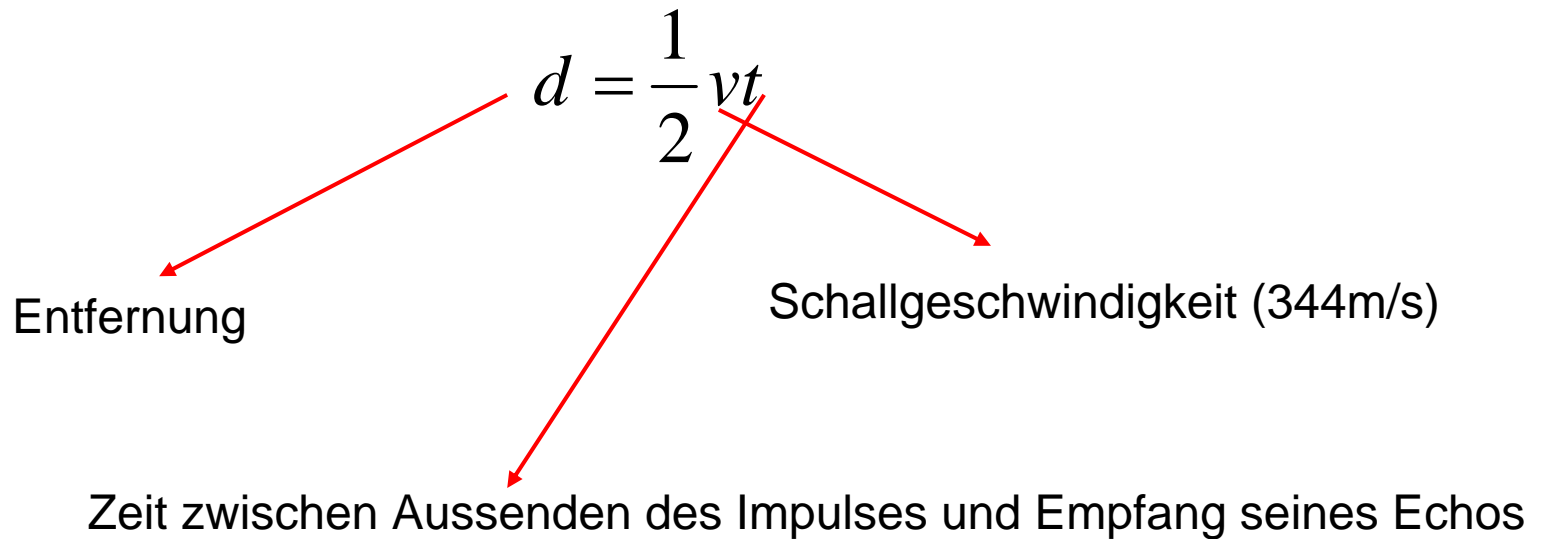 d = 1/2 vt
Entfernung
Schallgeschwindigkeit (344m/s)
Zeit zwischen Aussenden des Impulses und Empfang seines Echos